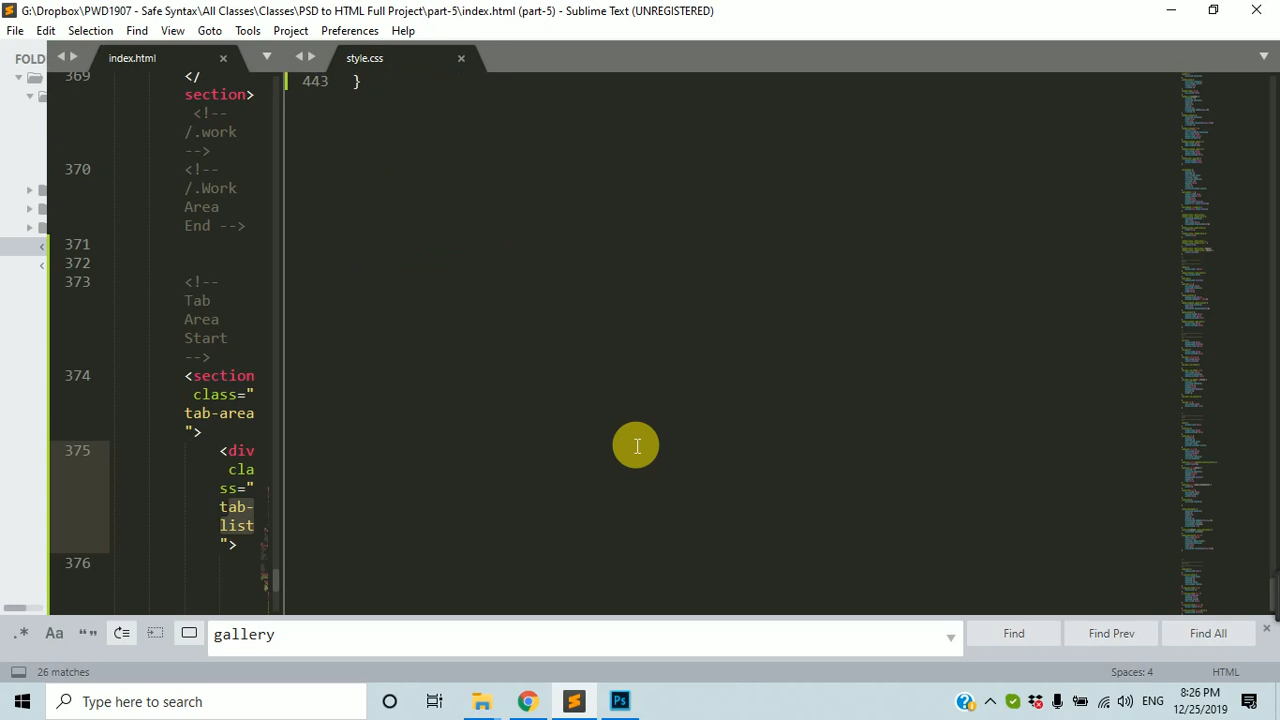 G:\Dropbox\PWD1907 - Safe Syntax\All Classes\Classes\PSD to HTML Full Project\part-5\index.html (part-5) - Sublime Text (UNREGISTERED)
File Edit Selection Find View Goto Tools Project Preferences Help
FOLD
index.html
style.css
369 </
section>
<!--
/.work
-->
370 <!--
/.Work
Area
End -->
371
372
373 <!--
Tab
Area
Start
-->
374 <section
class="
tab-area
">
375 <div
cla
ss="
tab-
list
">
376
443 }
.* Aa “” gallery Find Find Prev Find All
26 matches Spaces: 4 HTML
Type here to search
Ps
ENG
8:26 PM
12/25/2019